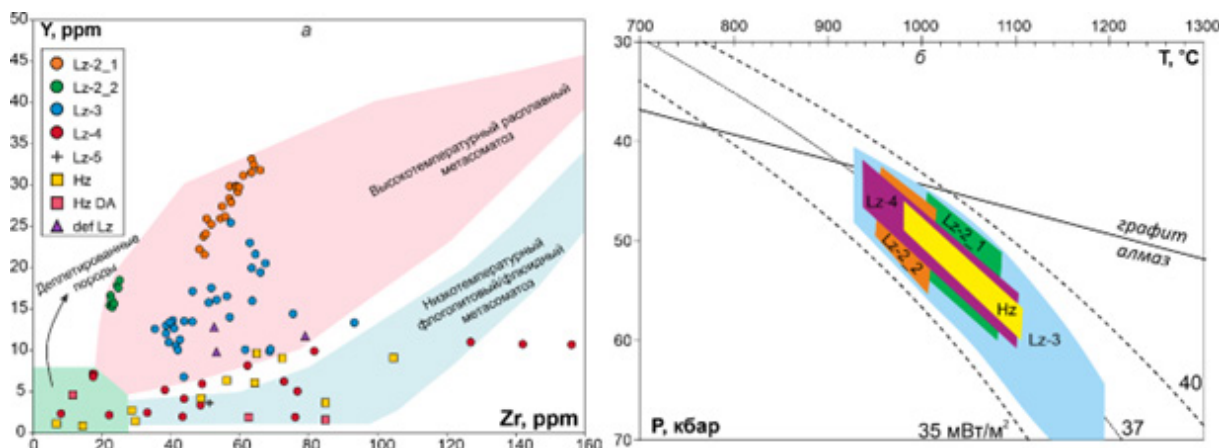 Y, ppm
а
50
45
40
35
30
25
20
15
10
5
0
Lz-2_1
Lz-2_2
Lz-3
Lz-4
Lz-5
Hz
Hz DA
def Lz
Высокотемпературный расплавный
метасоматоз
Деплетированные
породы
Низкотемпературный
флогопитовый/флюидный
метасоматоз
Zr, ppm
0 20 40 60 80 100 120 140 160
700 800 900 1000 1100 1200 1300
б
T, °C
30
40
50
60
70
графит
алмаз
Lz-4
Lz-2_1
Lz-2_2
Hz
Lz-3
40
37
35 мВт/м²
P, кбар